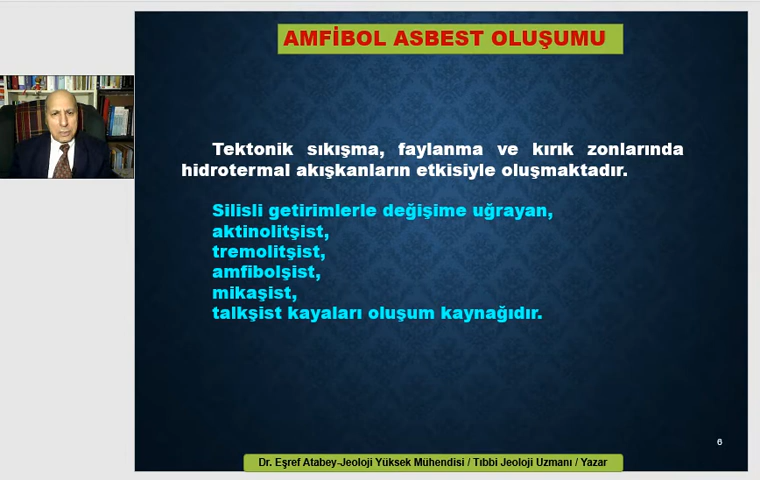 AMFİBOL ASBEST OLUŞUMU
Tektonik sıkışma, faylanma ve kırık zonlarında
hidrotermal akışkanların etkisiyle oluşmaktadır.
Silisli getirimlerle değişime uğrayan,
aktinolitşist,
tremolitşist,
amfibolşist,
mikaşist,
talkşist kayaları oluşum kaynağıdır.
6
Dr. Eşref Atabey-Jeoloji Yüksek Mühendisi / Tıbbi Jeoloji Uzmanı / Yazar